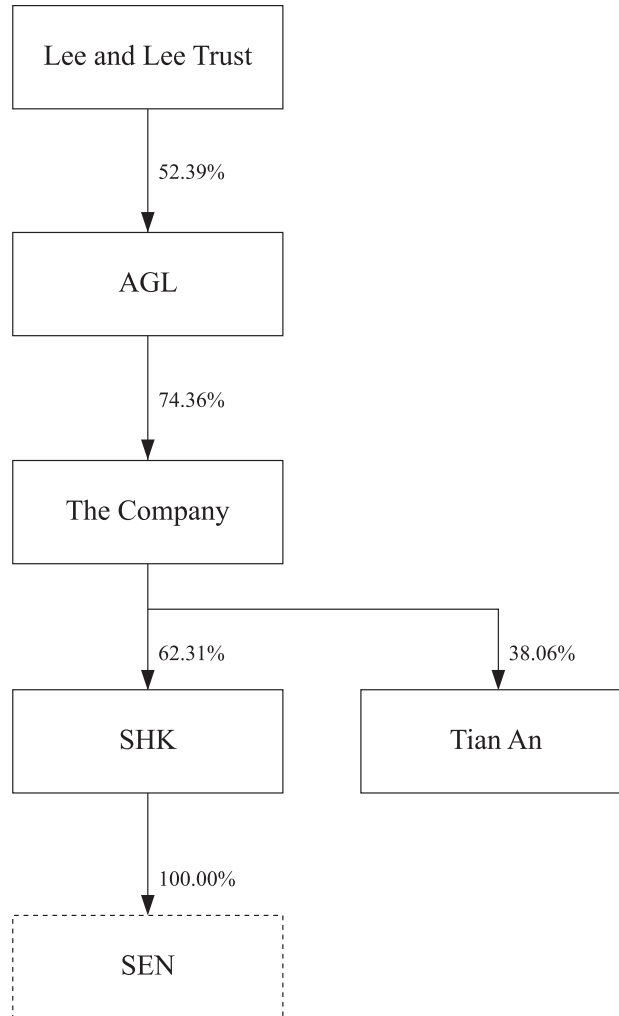 Lee and Lee Trust
52.39%
AGL
74.36%
The Company
62.31%
38.06%
SHK
Tian An
100.00%
SEN